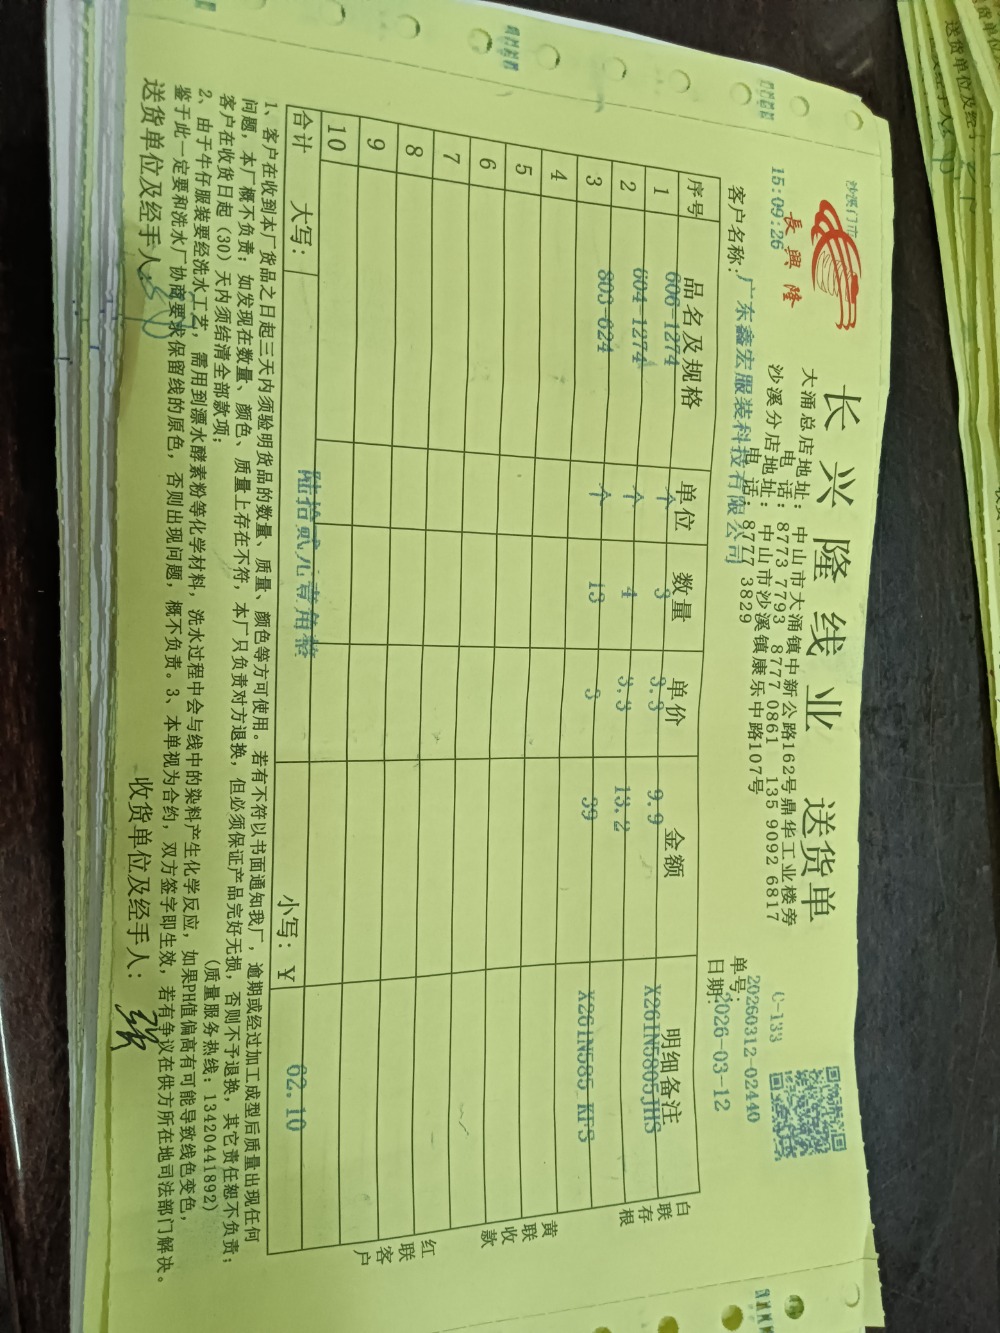 沙溪门市
長興隆
15:09:26
长兴隆线业 送货单
大涌总店地址: 中山市大涌镇中新公路162号鼎华工业楼旁
电 话: 8773 7793 8777 0861 135 9092 6817
沙溪分店地址: 中山市沙溪镇康乐中路107号
电 话: 8777 3829
C-133
单号: 20260312-02440
日期: 2026-03-12
客户名称: 广东鑫宏服装科技有限公司
序号 品名及规格 单位 数量 单价 金额 明细备注
1 606-1274 个 3 3.3 9.9 X261N5805JHS
2 604-1274 个 4 3.3 13.2
3 803-624 个 13 3 39 X261N585 KFS
4
5
6
7
8
9
10
合计 大写: 陆拾贰元壹角整 小写: ¥ 62.10
白联存根
黄联收款
红联客户
1、客户在收到本厂货品之日起三天内须验明货品的数量、质量、颜色等方可使用。若有不符以书面通知我厂，逾期或经过加工成型后质量出现任何
问题，本厂概不负责；如发现在数量、颜色、质量上存在不符，本厂只负责对方退换，但必须保证产品完好无损，否则不予退换，其它责任恕不负责；
客户在收货日起（30）天内须结清全部款项；
(质量服务热线: 13420441892)
2、由于牛仔服装要经洗水工艺，需用到漂水酵素粉等化学材料，洗水过程中会与线中的染料产生化学反应，如果PH值偏高有可能导致线色变色，
鉴于此一定要和洗水厂协商要求保留线的原色，否则出现问题，概不负责。3、本单视为合约，双方签字即生效，若有争议在供方所在地司法部门解决。
送货单位及经手人: 收货单位及经手人: